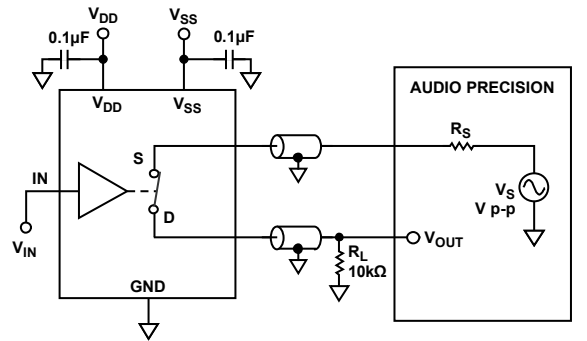 VDD
VSS
0.1µF
0.1µF
VDD
VSS
AUDIO PRECISION
RS
S
IN
VS
V p-p
D
VIN
VOUT
RL
10kΩ
GND